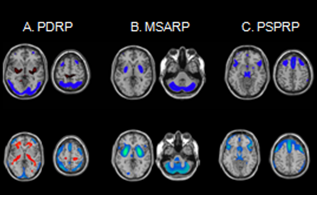 A. PDRP
B. MSARP
C. PSPRP